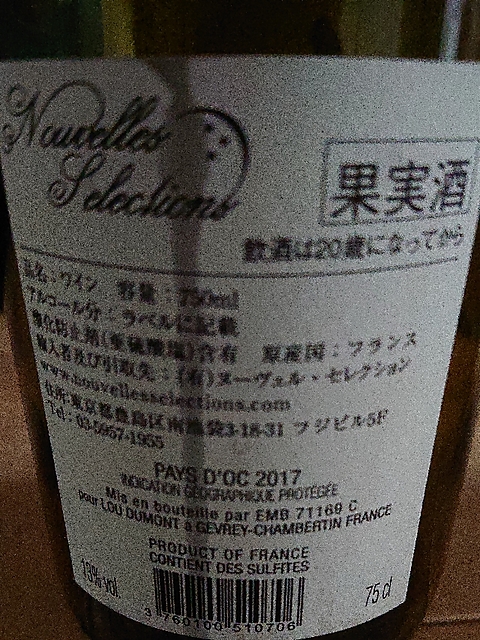 Nouvelles
Selections
果実酒
飲酒は20歳になってから
品名：ワイン 容量：750ml
アルコール分：ラベルに記載
酸化防止剤(亜硫酸塩)含有 原産国：フランス
輸入者及び引取先：(有)ヌーヴェル・セレクション
www.nouvellesselections.com
住所:東京都豊島区南池袋3-18-31 フジビル5F
Tel：03-5957-1955
PAYS D'OC 2017
INDICATION GÉOGRAPHIQUE PROTÉGÉE
Mis en bouteille par EMB 71169 C
pour LOU DUMONT à GEVREY-CHAMBERTIN FRANCE
PRODUCT OF FRANCE
CONTIENT DES SULFITES
13% vol
75 cl
3 760100 510706